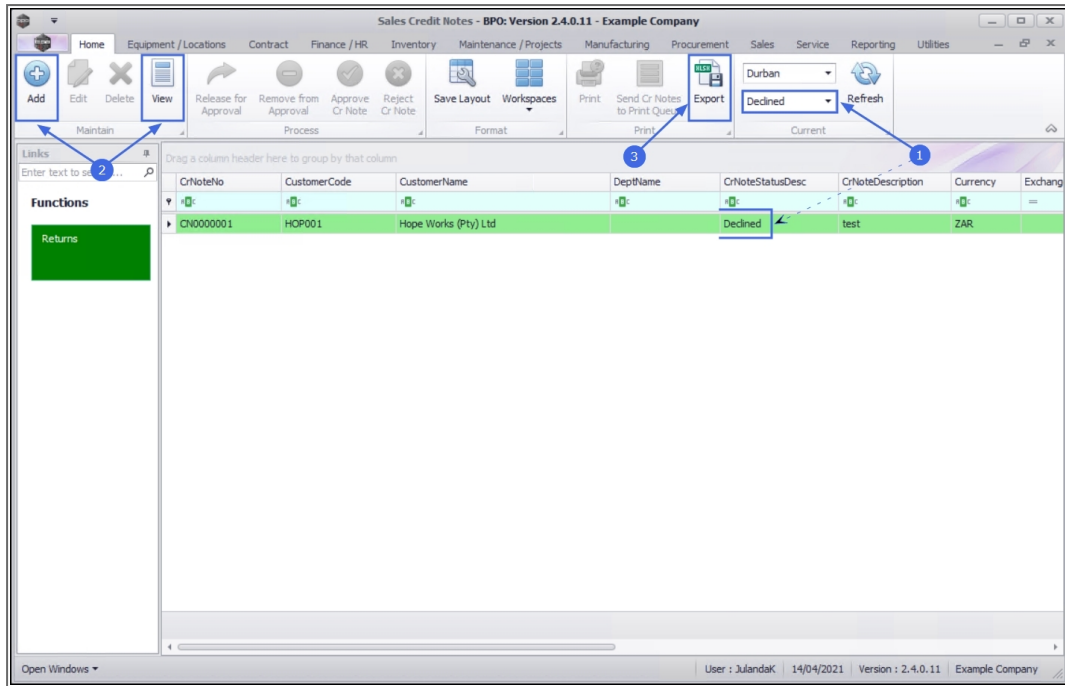 Sales Credit Notes - BPO: Version 2.4.0.11 - Example Company
Home Equipment / Locations Contract Finance / HR Inventory Maintenance / Projects Manufacturing Procurement Sales Service Reporting Utilities
Add Edit Delete View Release for Approval Remove from Approval Approve Cr Note Reject Cr Note Save Layout Workspaces Print Send Cr Notes to Print Queue Export Durban Declined Refresh
XLSX
Maintain Process Format Print Current
1
2
3
Links
Drag a column header here to group by that column
Enter text to se...
CrNoteNo CustomerCode CustomerName DeptName CrNoteStatusDesc CrNoteDescription Currency Exchang
Functions
Returns
CN0000001 HOP001 Hope Works (Pty) Ltd Declined test ZAR
Open Windows
User : JulandaK 14/04/2021 Version : 2.4.0.11 Example Company